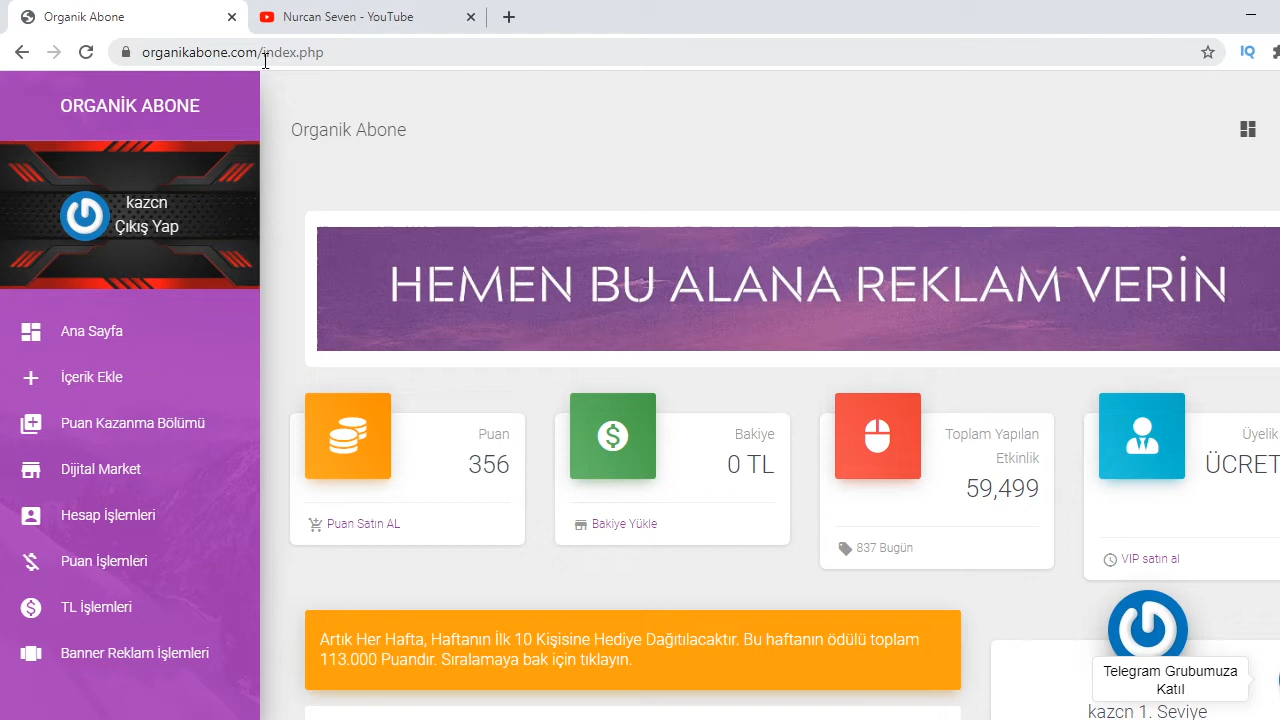 Organik Abone
Nurcan Seven - YouTube
organikabone.com/index.php
IQ
ORGANİK ABONE
kazcn
Çıkış Yap
Ana Sayfa
İçerik Ekle
Puan Kazanma Bölümü
Dijital Market
Hesap İşlemleri
Puan İşlemleri
TL İşlemleri
Banner Reklam İşlemleri
Organik Abone
HEMEN BU ALANA REKLAM VERİN
Puan
356
Puan Satın AL
Bakiye
0 TL
Bakiye Yükle
Toplam Yapılan
Etkinlik
59,499
837 Bugün
Üyelik
ÜCRET
VIP satın al
Artık Her Hafta, Haftanın İlk 10 Kişisine Hediye Dağıtılacaktır. Bu haftanın ödülü toplam
113.000 Puandır. Sıralamaya bak için tıklayın.
Telegram Grubumuza
Katıl
kazcn 1. Seviye